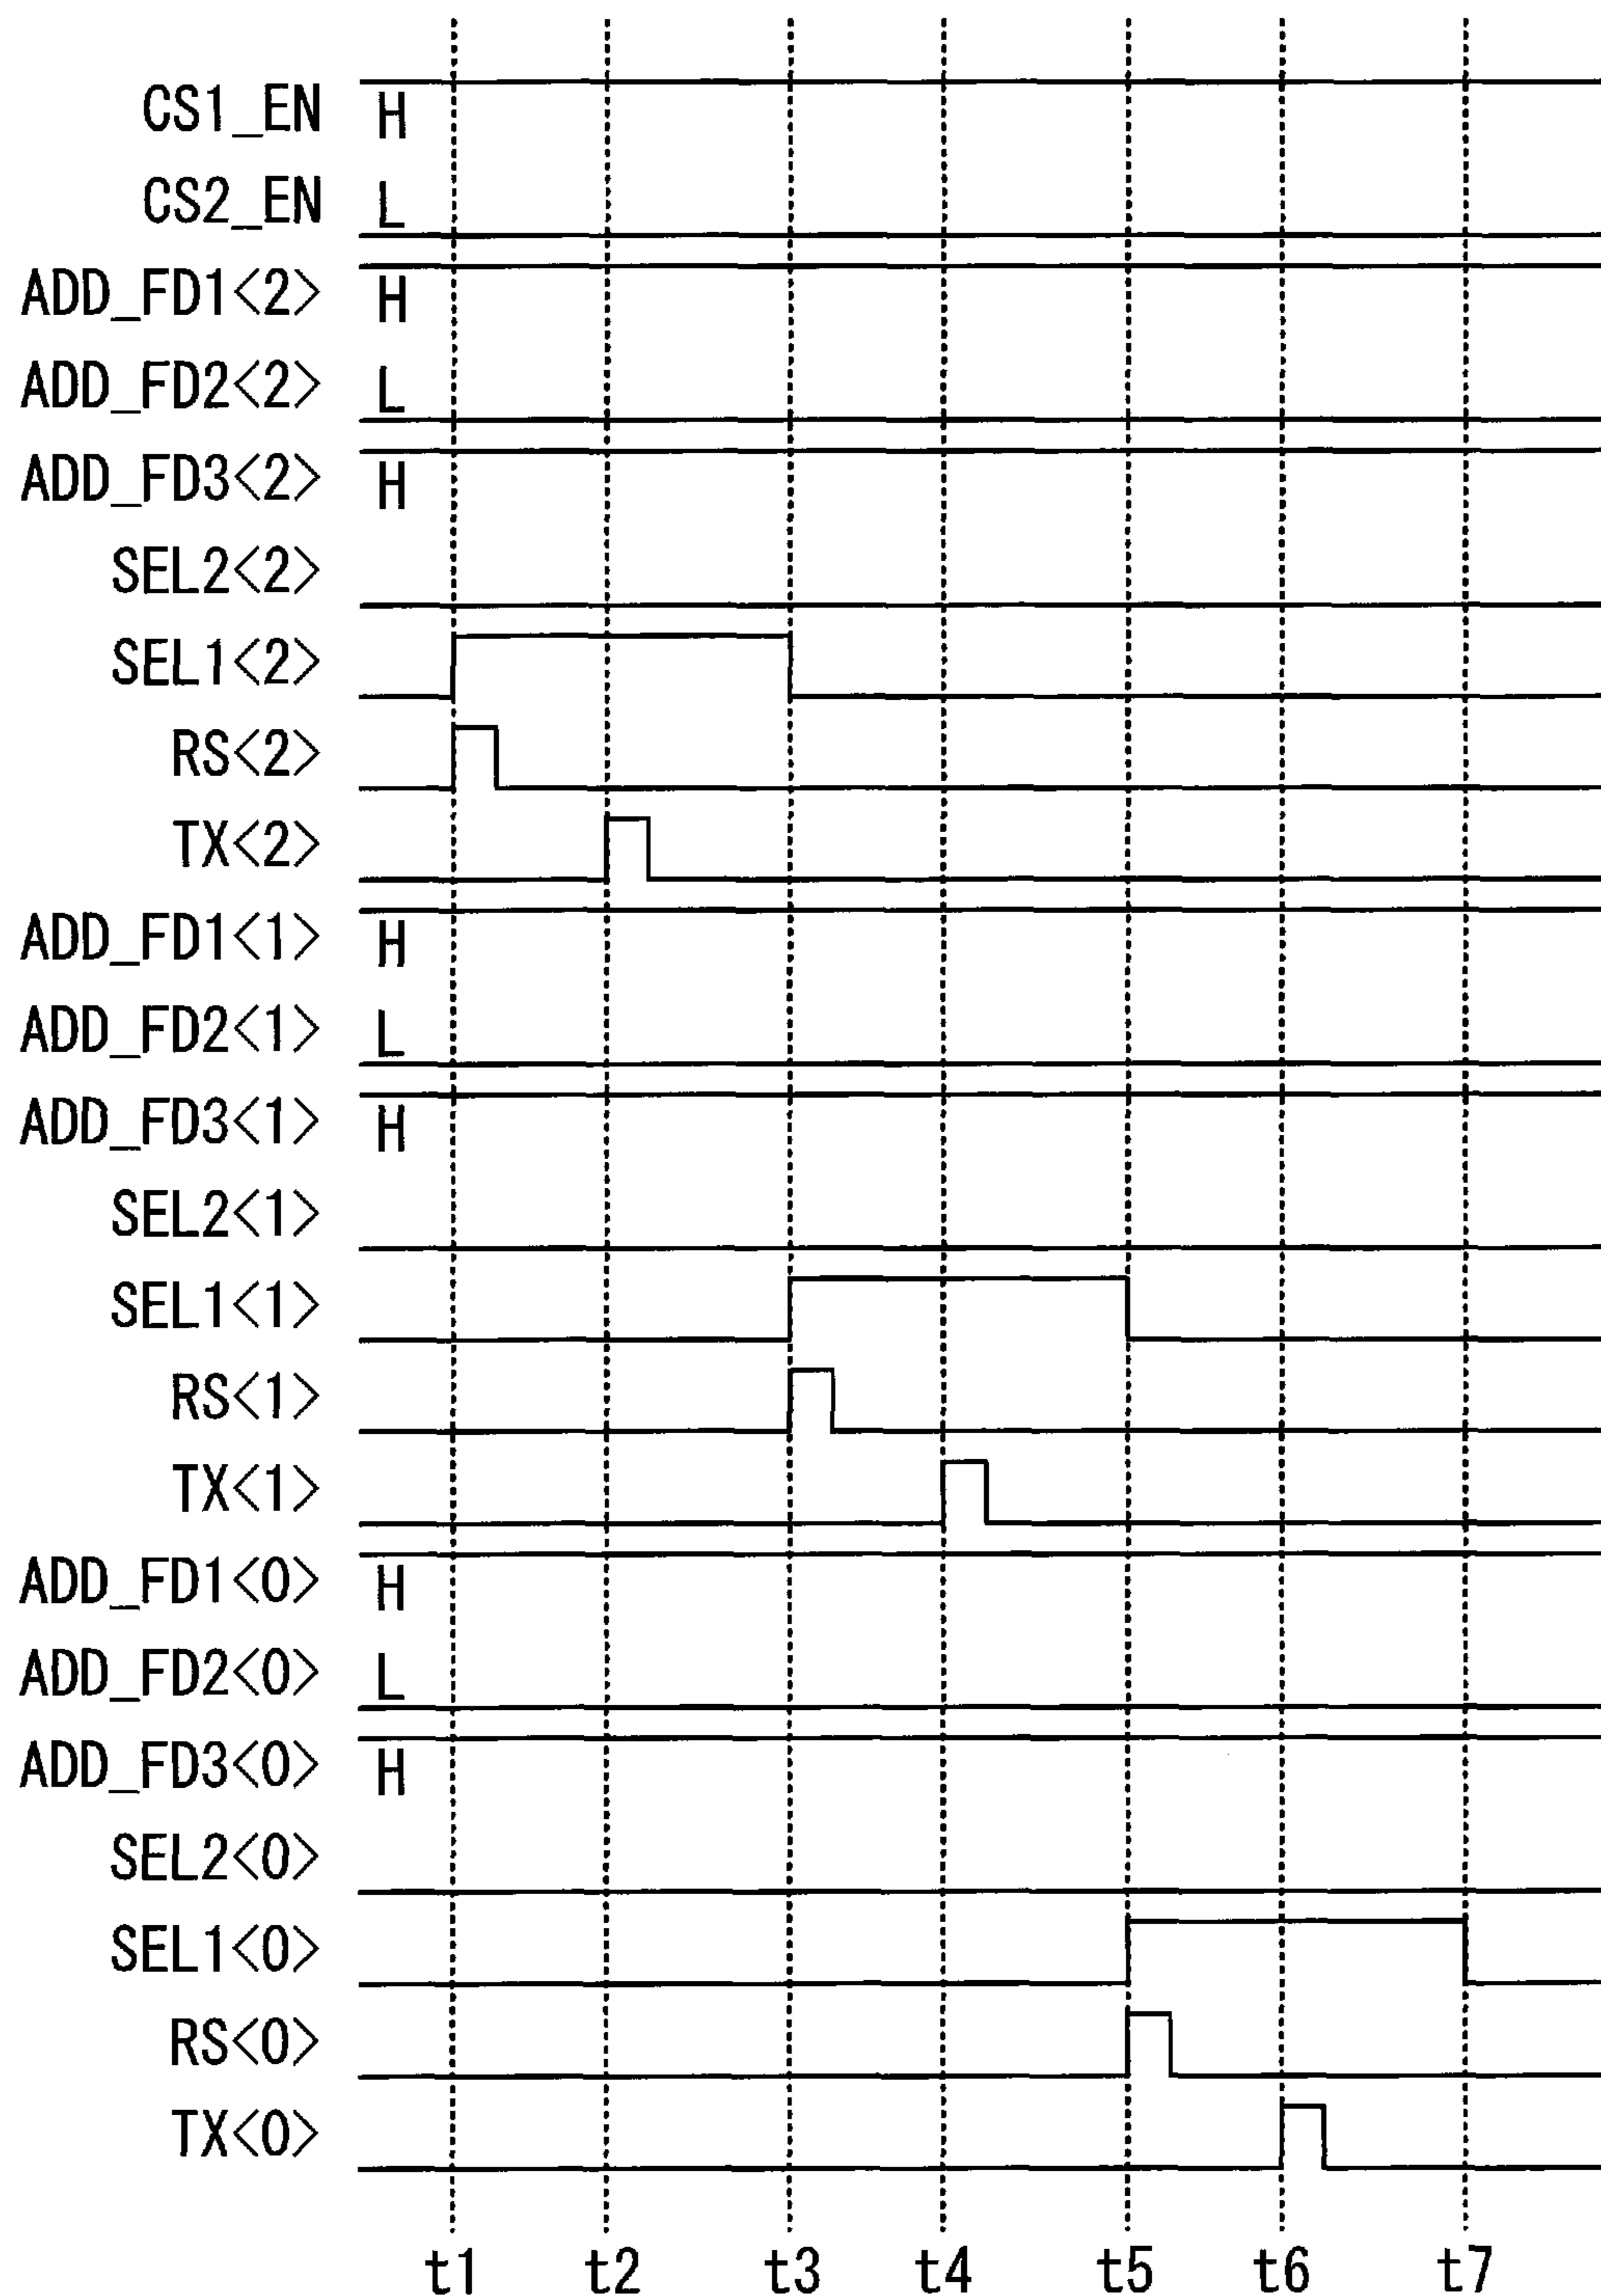 CS1_EN H
CS2_EN L
ADD_FD1<2> H
ADD_FD2<2> L
ADD_FD3<2> H
SEL2<2>
SEL1<2>
RS<2>
TX<2>
ADD_FD1<1> H
ADD_FD2<1> L
ADD_FD3<1> H
SEL2<1>
SEL1<1>
RS<1>
TX<1>
ADD_FD1<0> H
ADD_FD2<0> L
ADD_FD3<0> H
SEL2<0>
SEL1<0>
RS<0>
TX<0>
t1 t2 t3 t4 t5 t6 t7